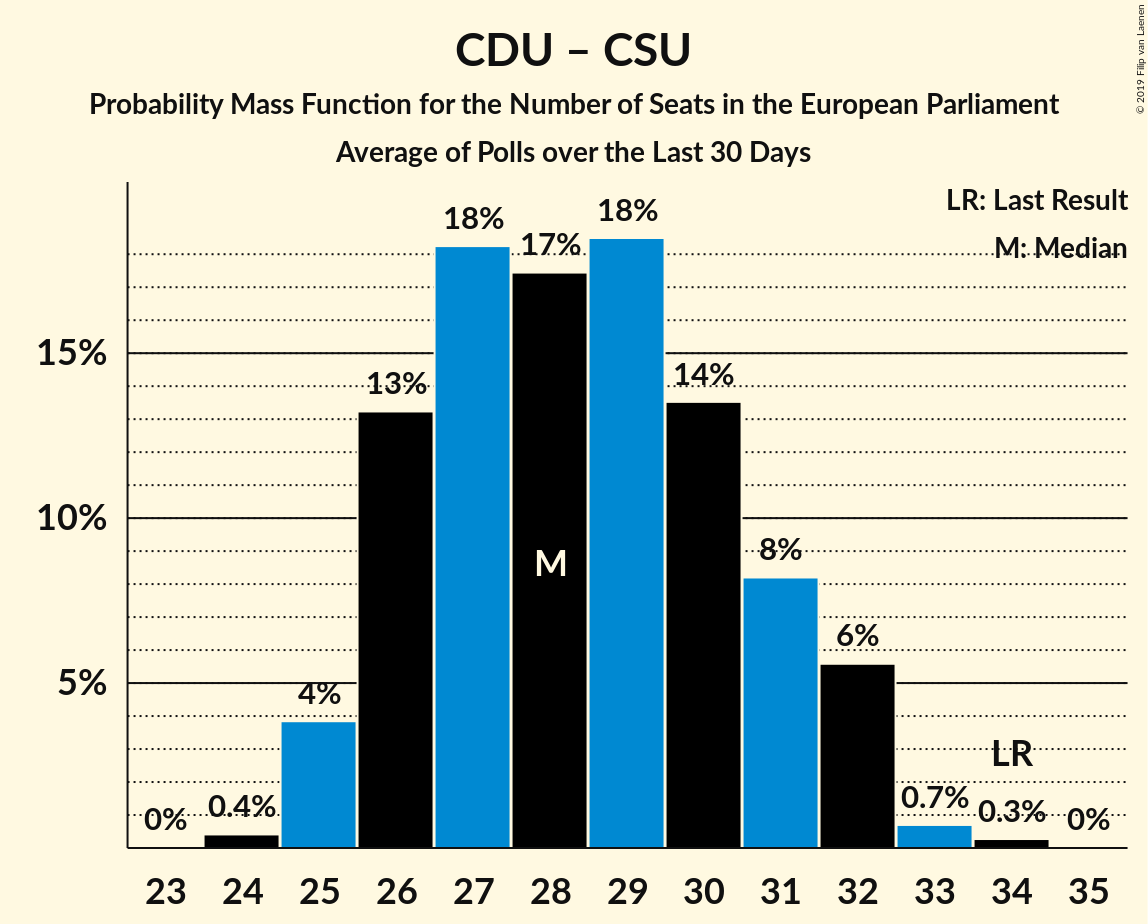 CDU – CSU
Probability Mass Function for the Number of Seats in the European Parliament
Average of Polls over the Last 30 Days
© 2019 Filip van Laenen
LR: Last Result
M: Median
15%
10%
5%
0%
0.4%
4%
13%
18%
17%
18%
14%
8%
6%
0.7%
0.3%
0%
M
LR
23 24 25 26 27 28 29 30 31 32 33 34 35